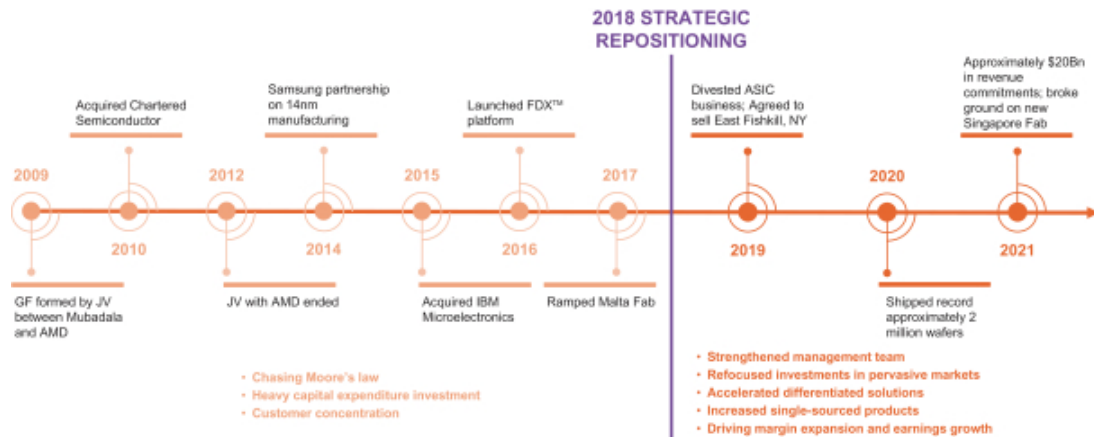 2018 STRATEGIC
REPOSITIONING
Acquired Chartered
Semiconductor
Samsung partnership
on 14nm
manufacturing
Launched FDX™
platform
Divested ASIC
business; Agreed to
sell East Fishkill, NY
Approximately $20Bn
in revenue
commitments; broke
ground on new
Singapore Fab
2009
2012
2015
2017
2020
2010
2014
2016
2019
2021
GF formed by JV
between Mubadala
and AMD
JV with AMD ended
Acquired IBM
Microelectronics
Ramped Malta Fab
Shipped record
approximately 2
million wafers
• Chasing Moore's law
• Heavy capital expenditure investment
• Customer concentration
• Strengthened management team
• Refocused investments in pervasive markets
• Accelerated differentiated solutions
• Increased single-sourced products
• Driving margin expansion and earnings growth